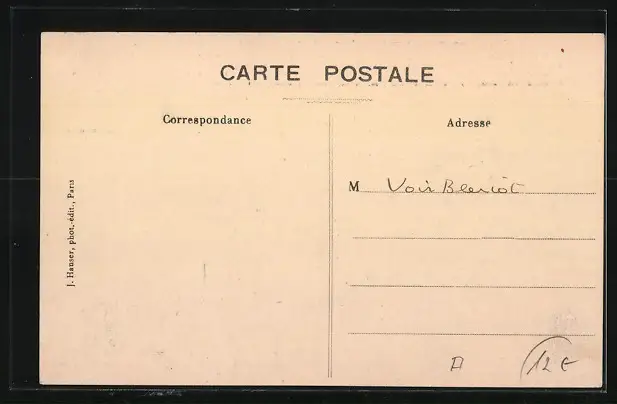 CARTE POSTALE
Correspondance
Adresse
J. Hauser, phot.-édit., Paris
M Voir Bleriot
A
12 €